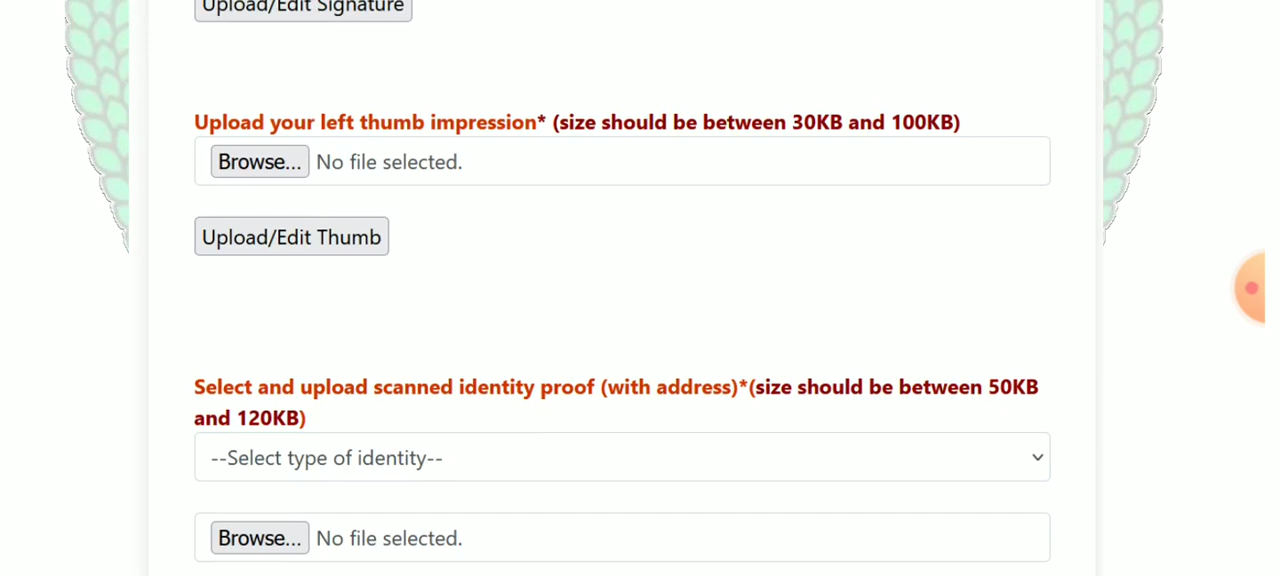 Upload/Edit Signature
Upload your left thumb impression* (size should be between 30KB and 100KB)
Browse... No file selected.
Upload/Edit Thumb
Select and upload scanned identity proof (with address)*(size should be between 50KB
and 120KB)
--Select type of identity--
Browse... No file selected.